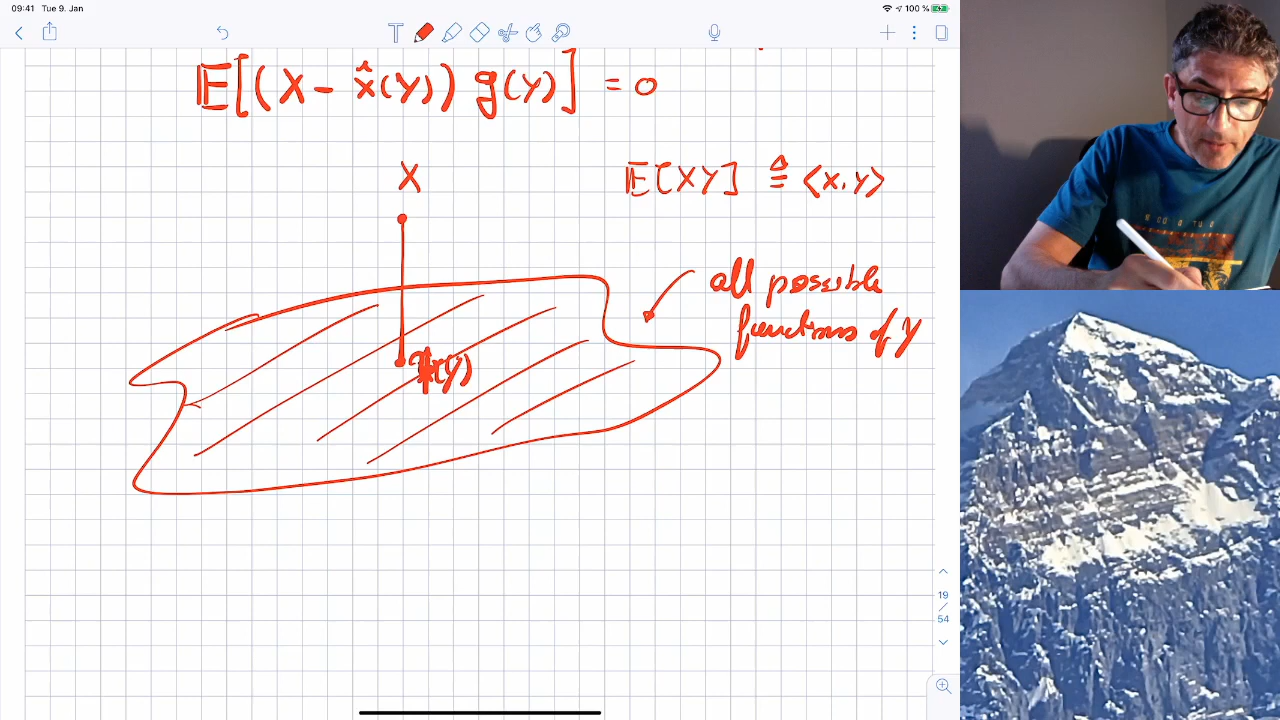 09:41 Tue 9. Jan
100 %
T
𝔼[(X - x̂(Y)) g(Y)] = 0
X
𝔼[XY] ≜ <X,Y>
all possible
functions of Y
(Y)
19
/
54